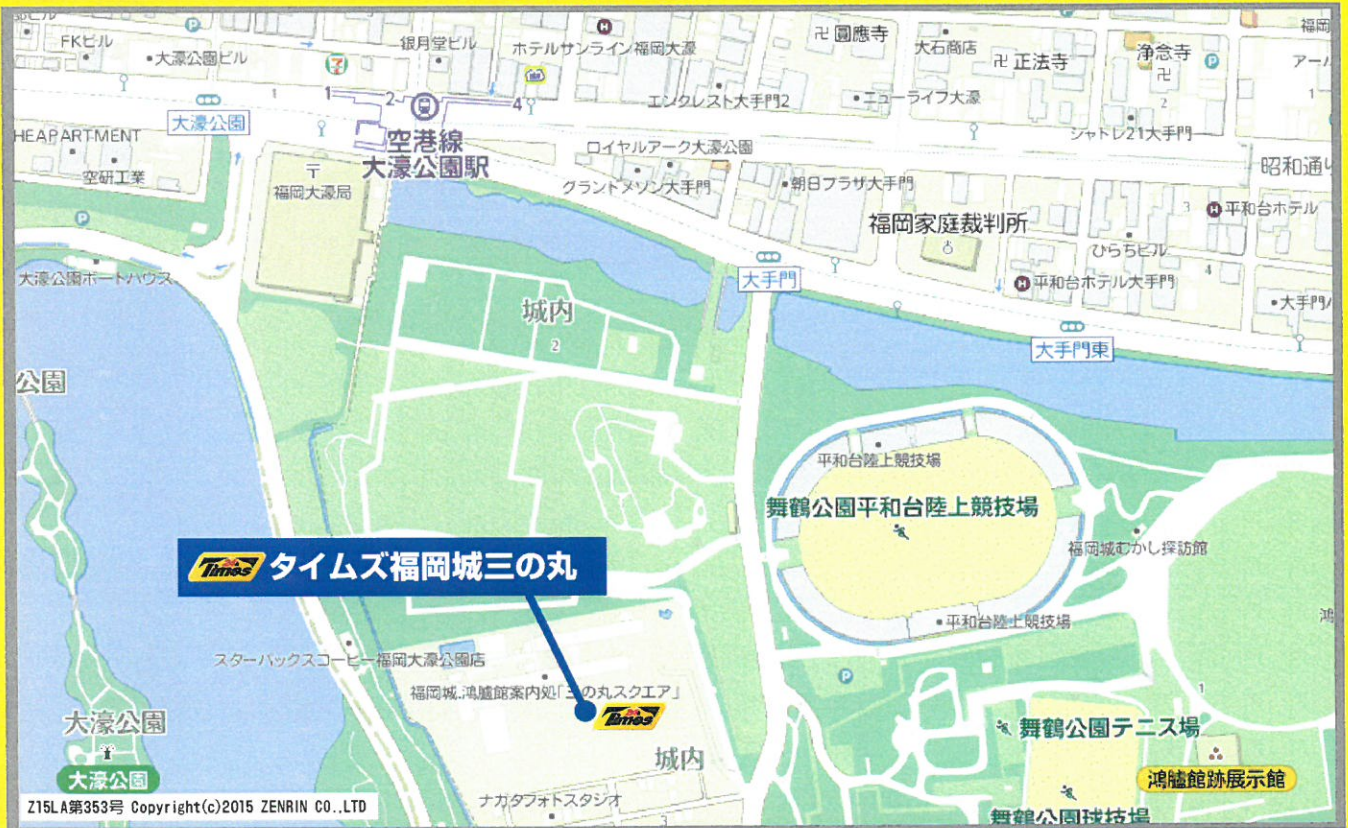 福岡
FKビル
大濠公園ビル
銀月堂ビル
ホテルサンライン福岡大濠
圓應寺
大石商店
正法寺
浄念寺
エンクレスト大手門2
ニューライフ大濠
シャトレ21大手門
1
2
4
大濠公園
空港線
大濠公園駅
HEAPARTMENT
空研工業
福岡大濠局
ロイヤルアーク大濠公園
グランドメゾン大手門
朝日プラザ大手門
昭和通り
福岡家庭裁判所
平和台ホテル
ひらちビル
大濠公園ボートハウス
大手門
平和台ホテル大手門
大手門
城内
2
大手門東
公園
平和台陸上競技場
舞鶴公園平和台陸上競技場
福岡城むかし探訪館
Times タイムズ福岡城三の丸
平和台陸上競技場
鴻
スターバックスコーヒー福岡大濠公園店
福岡城.鴻臚館案内処「三の丸スクエア」
Times
大濠公園
城内
舞鶴公園テニス場
大濠公園
鴻臚館跡展示館
ナカタフォトスタジオ
舞鶴公園球技場
Z15LA第353号 Copyright(c)2015 ZENRIN CO.,LTD